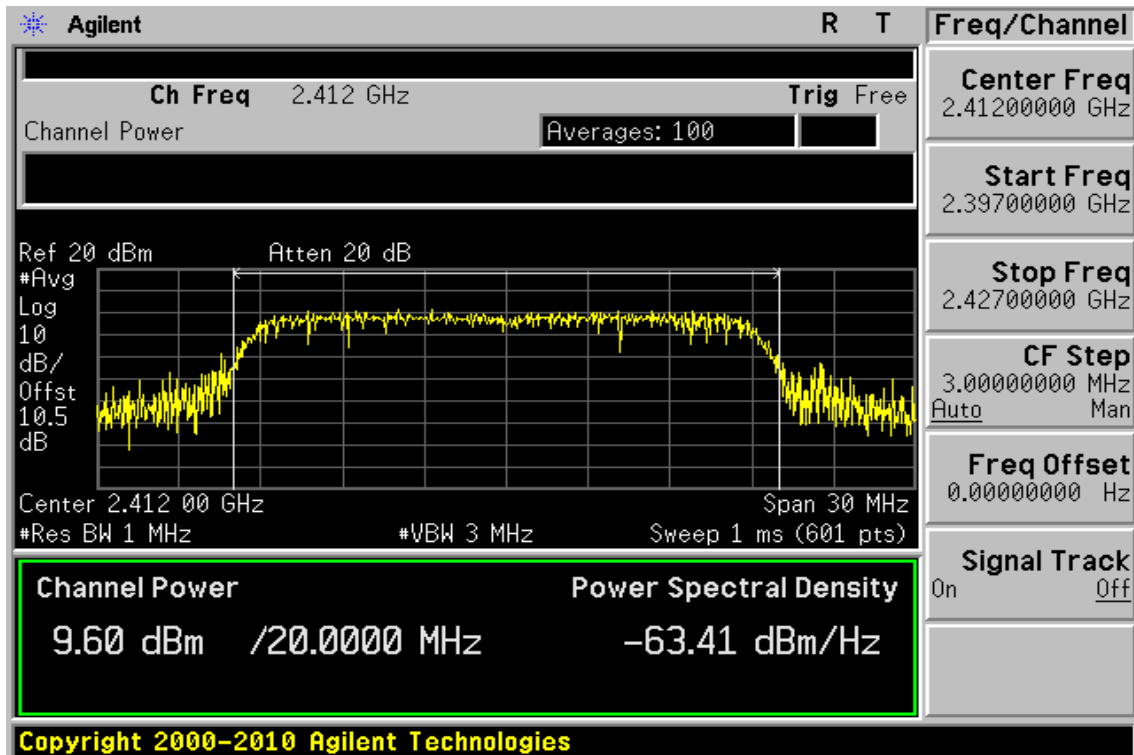 Agilent R T
Ch Freq 2.412 GHz Trig Free
Channel Power Averages: 100
Ref 20 dBm Atten 20 dB
#Avg
Log
10
dB/
Offst
10.5
dB
Center 2.412 00 GHz Span 30 MHz
#Res BW 1 MHz #VBW 3 MHz Sweep 1 ms (601 pts)
Channel Power Power Spectral Density
9.60 dBm /20.0000 MHz -63.41 dBm/Hz
Copyright 2000-2010 Agilent Technologies
Freq/Channel
Center Freq
2.41200000 GHz
Start Freq
2.39700000 GHz
Stop Freq
2.42700000 GHz
CF Step
3.00000000 MHz
Auto Man
Freq Offset
0.00000000 Hz
Signal Track
On Off